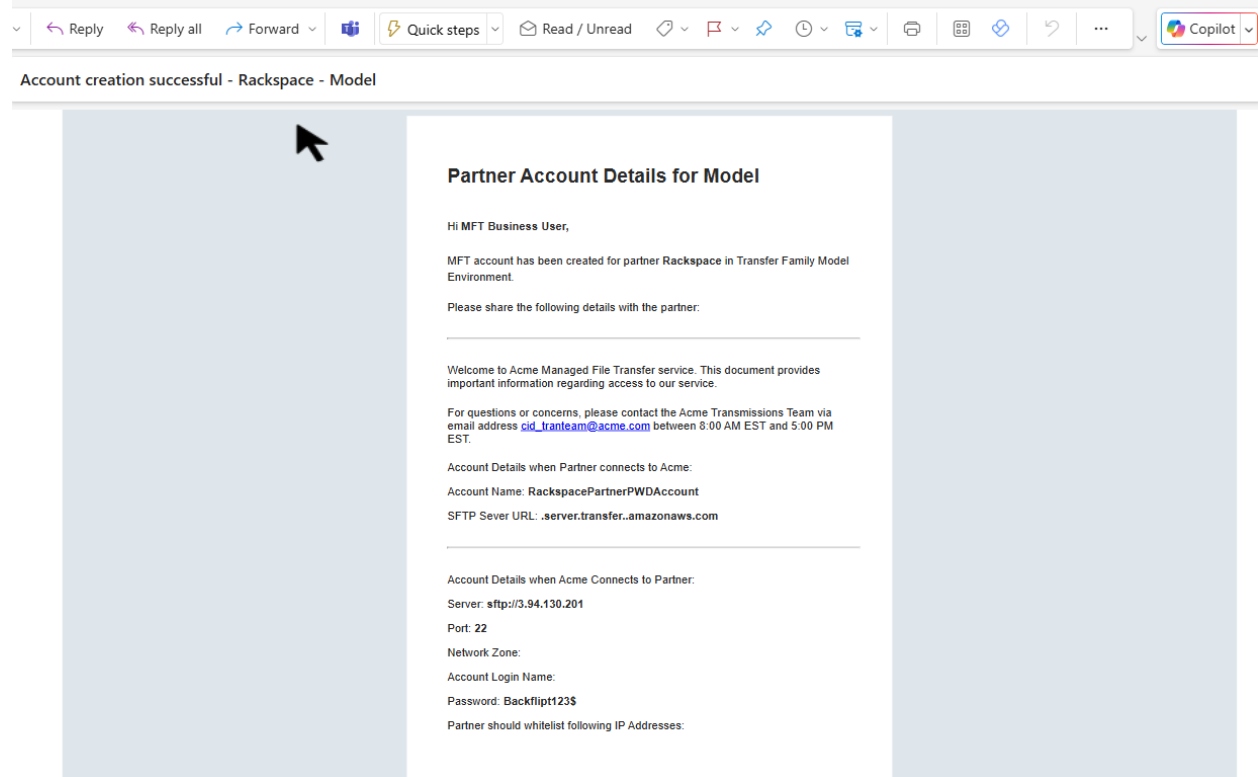 Reply Reply all Forward Quick steps Read / Unread ... Copilot
Account creation successful - Rackspace - Model
Partner Account Details for Model
Hi MFT Business User,
MFT account has been created for partner Rackspace in Transfer Family Model
Environment.
Please share the following details with the partner:
Welcome to Acme Managed File Transfer service. This document provides
important information regarding access to our service.
For questions or concerns, please contact the Acme Transmissions Team via
email address cid_tranteam@acme.com between 8:00 AM EST and 5:00 PM
EST.
Account Details when Partner connects to Acme:
Account Name: RackspacePartnerPWDAccount
SFTP Sever URL: .server.transfer..amazonaws.com
Account Details when Acme Connects to Partner:
Server: sftp://3.94.130.201
Port: 22
Network Zone:
Account Login Name:
Password: Backflipt123$
Partner should whitelist following IP Addresses: